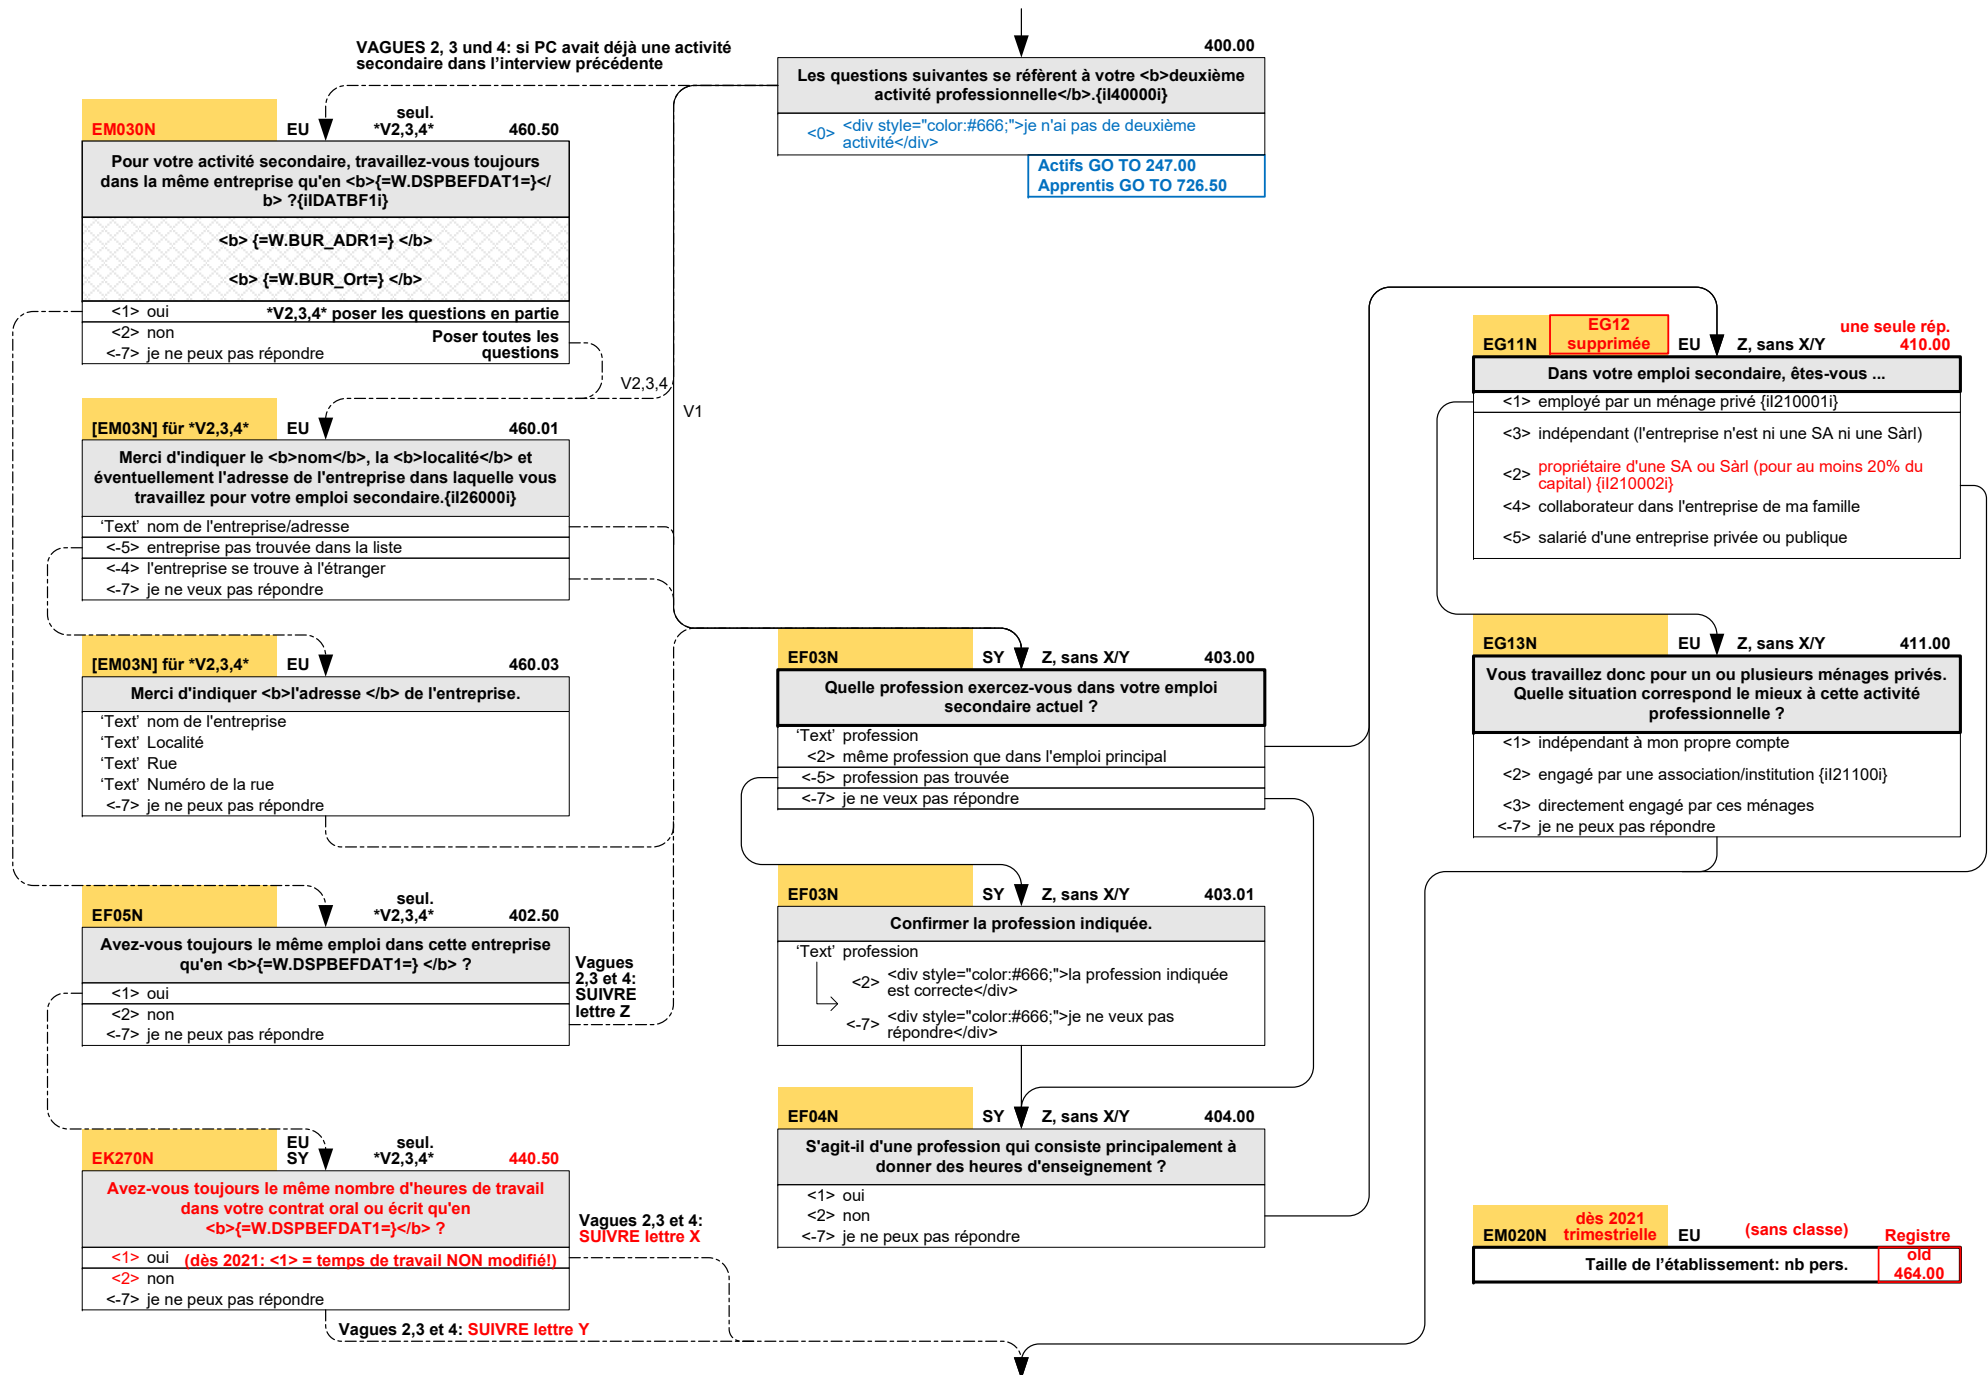 VAGUES 2, 3 und 4: si PC avait déjà une activité
secondaire dans l'interview précédente
400.00
Les questions suivantes se réfèrent à votre <b>deuxième
activité professionnelle</b>.{iI40000i}
<0> <div style="color:#666;">je n'ai pas de deuxième
activité</div>
Actifs GO TO 247.00
Apprentis GO TO 726.50
EM030N EU seul.
*V2,3,4* 460.50
Pour votre activité secondaire, travaillez-vous toujours
dans la même entreprise qu'en <b>{=W.DSPBEFDAT1=}</
b> ?{iIDATBF1i}
<b> {=W.BUR_ADR1=} </b>
<b> {=W.BUR_Ort=} </b>
<1> oui *V2,3,4* poser les questions en partie
<2> non
<-7> je ne peux pas répondre
Poser toutes les
questions
V2,3,4
V1
[EM03N] für *V2,3,4* EU 460.01
Merci d'indiquer le <b>nom</b>, la <b>localité</b> et
éventuellement l'adresse de l'entreprise dans laquelle vous
travaillez pour votre emploi secondaire.{iI26000i}
‘Text’ nom de l'entreprise/adresse
<-5> entreprise pas trouvée dans la liste
<-4> l'entreprise se trouve à l'étranger
<-7> je ne veux pas répondre
[EM03N] für *V2,3,4* EU 460.03
Merci d'indiquer <b>l'adresse </b> de l'entreprise.
‘Text’ nom de l'entreprise
‘Text’ Localité
‘Text’ Rue
‘Text’ Numéro de la rue
<-7> je ne peux pas répondre
EF05N seul.
*V2,3,4* 402.50
Avez-vous toujours le même emploi dans cette entreprise
qu'en <b>{=W.DSPBEFDAT1=} </b> ?
<1> oui
<2> non
<-7> je ne peux pas répondre
Vagues
2,3 et 4:
SUIVRE
lettre Z
EK270N EU
SY seul.
*V2,3,4* 440.50
Avez-vous toujours le même nombre d'heures de travail
dans votre contrat oral ou écrit qu'en
<b>{=W.DSPBEFDAT1=}</b> ?
<1> oui (dès 2021: <1> = temps de travail NON modifié!)
<2> non
<-7> je ne peux pas répondre
Vagues 2,3 et 4:
SUIVRE lettre X
Vagues 2,3 et 4: SUIVRE lettre Y
EF03N SY Z, sans X/Y 403.00
Quelle profession exercez-vous dans votre emploi
secondaire actuel ?
‘Text’ profession
<2> même profession que dans l'emploi principal
<-5> profession pas trouvée
<-7> je ne veux pas répondre
EF03N SY Z, sans X/Y 403.01
Confirmer la profession indiquée.
‘Text’ profession
<2> <div style="color:#666;">la profession indiquée
est correcte</div>
<-7> <div style="color:#666;">je ne veux pas
répondre</div>
EF04N SY Z, sans X/Y 404.00
S'agit-il d'une profession qui consiste principalement à
donner des heures d'enseignement ?
<1> oui
<2> non
<-7> je ne peux pas répondre
EG11N EG12
supprimée EU Z, sans X/Y une seule rép.
410.00
Dans votre emploi secondaire, êtes-vous ...
<1> employé par un ménage privé {iI210001i}
<3> indépendant (l'entreprise n'est ni une SA ni une Sàrl)
<2> propriétaire d'une SA ou Sàrl (pour au moins 20% du
capital) {iI210002i}
<4> collaborateur dans l'entreprise de ma famille
<5> salarié d'une entreprise privée ou publique
EG13N EU Z, sans X/Y 411.00
Vous travaillez donc pour un ou plusieurs ménages privés.
Quelle situation correspond le mieux à cette activité
professionnelle ?
<1> indépendant à mon propre compte
<2> engagé par une association/institution {iI21100i}
<3> directement engagé par ces ménages
<-7> je ne peux pas répondre
EM020N dès 2021
trimestrielle EU (sans classe) Registre
Taille de l'établissement: nb pers. old
464.00